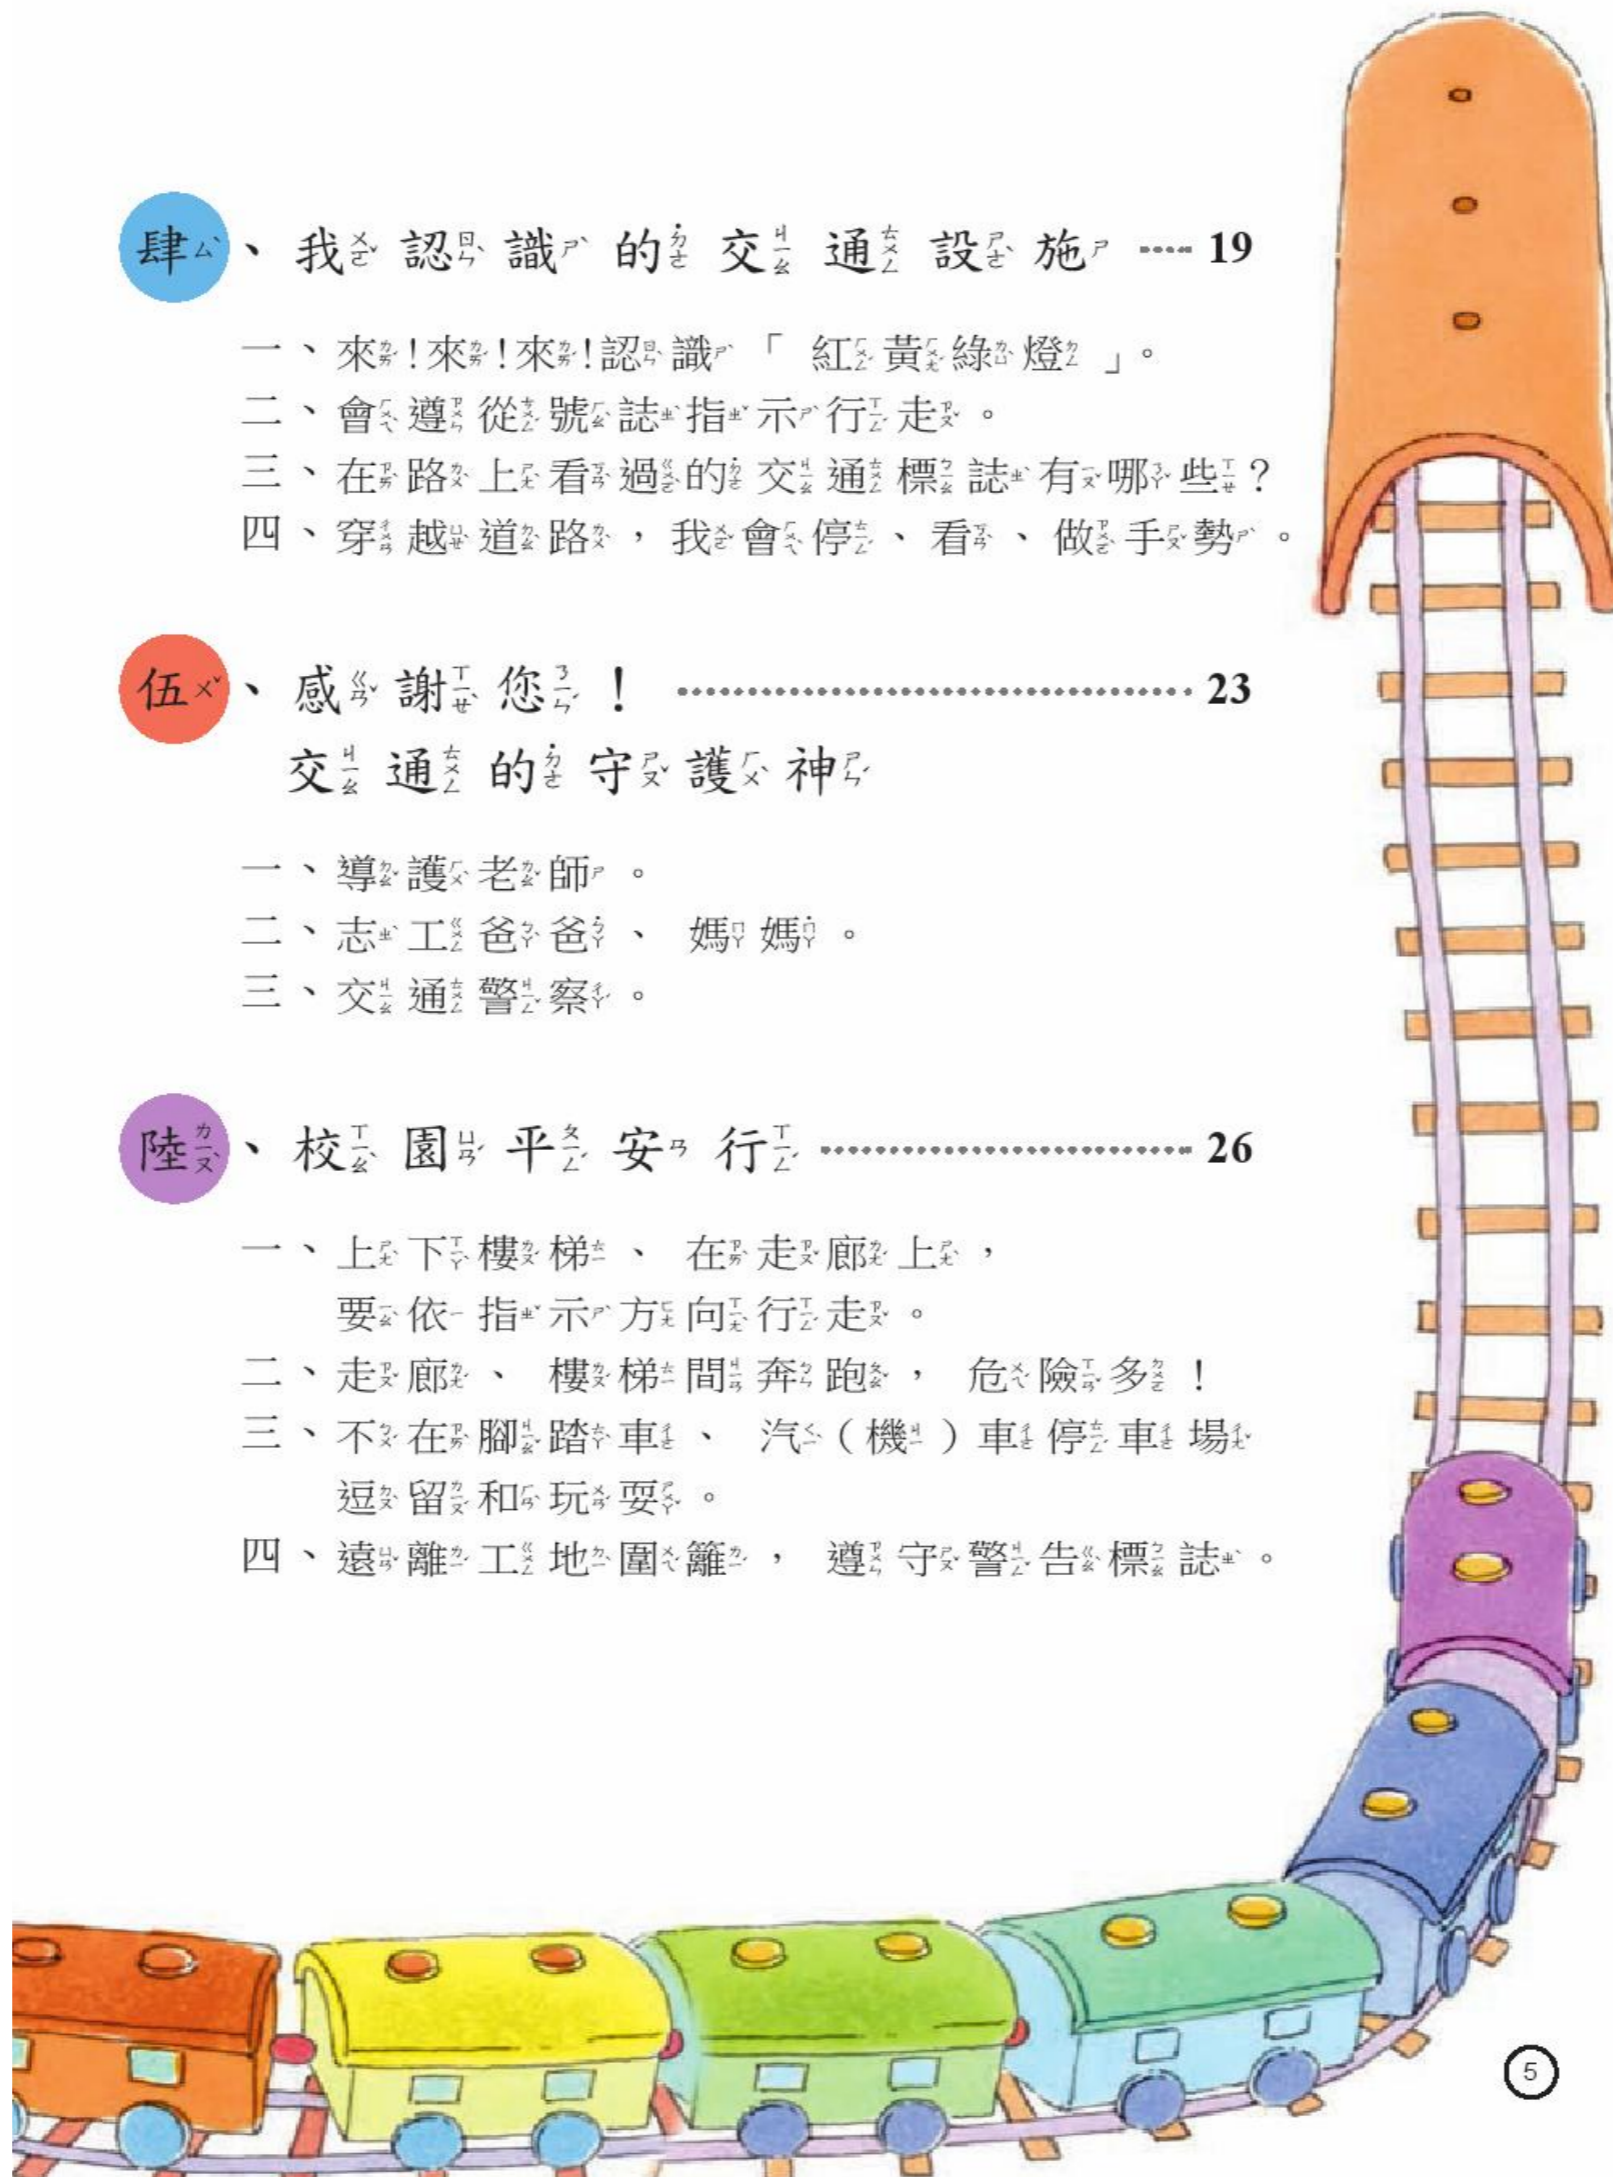 肆、我認識的交通設施 ····· 19
一、來！來！來！認識「紅黃綠燈」。
二、會遵從號誌指示行走。
三、在路上看過的交通標誌有哪些？
四、穿越道路，我會停、看、做手勢。
伍、感謝您！ ····· 23
交通的守護神
一、導護老師。
二、志工爸爸、媽媽。
三、交通警察。
陸、校園平安行 ····· 26
一、上下樓梯、在走廊上，
要依指示方向行走。
二、走廊、樓梯間奔跑，危險多！
三、不在腳踏車、汽（機）車停車場
逗留和玩耍。
四、遠離工地圍籬，遵守警告標誌。
5